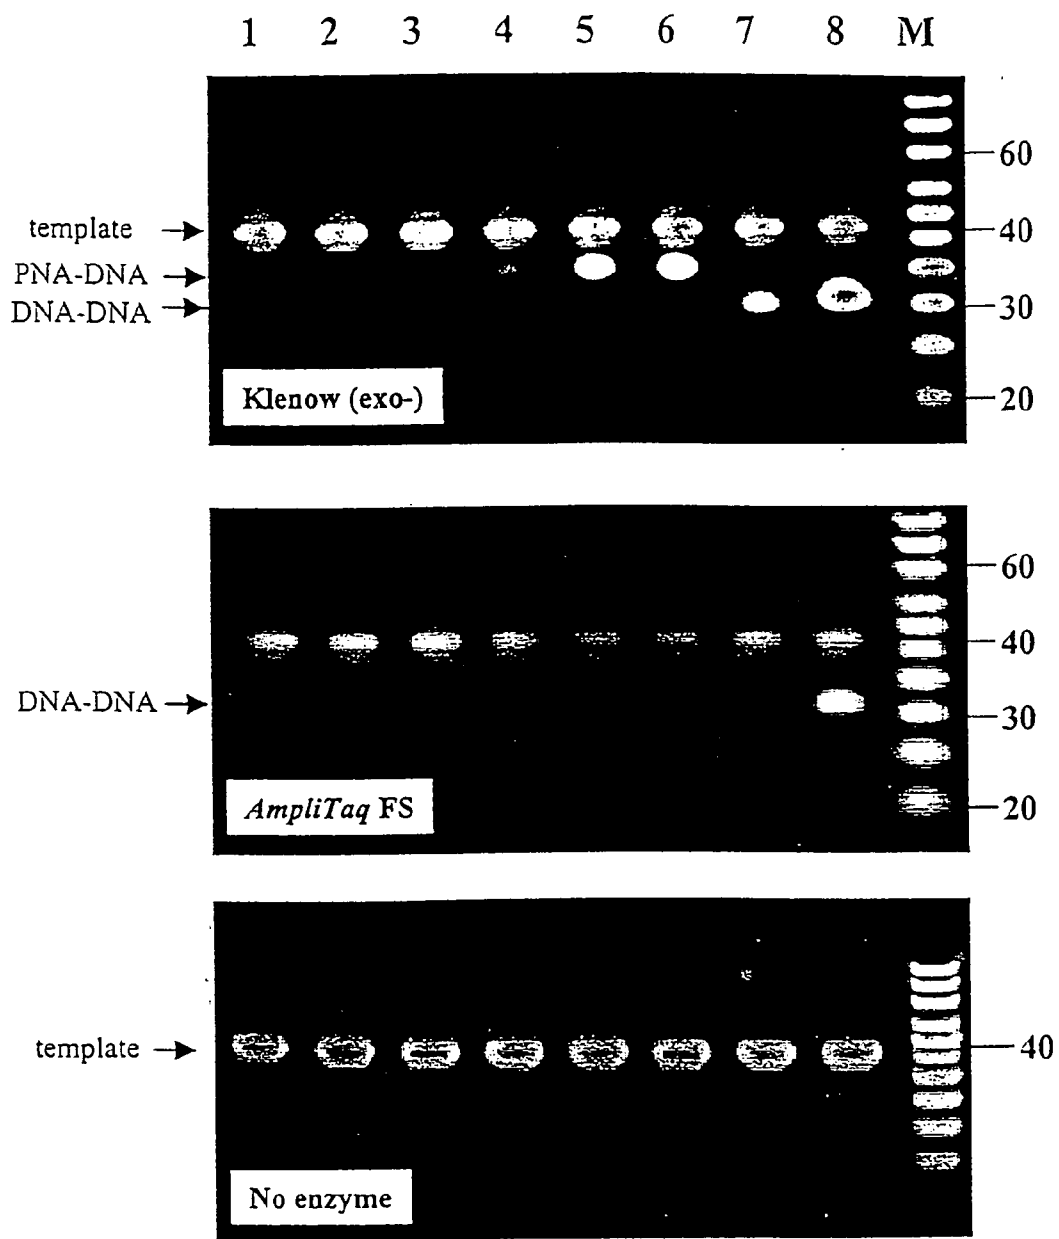 1 2 3 4 5 6 7 8 M
60
template 40
PNA-DNA
DNA-DNA 30
Klenow (exo-) 20
60
40
DNA-DNA 30
AmpliTaq FS 20
template 40
No enzyme